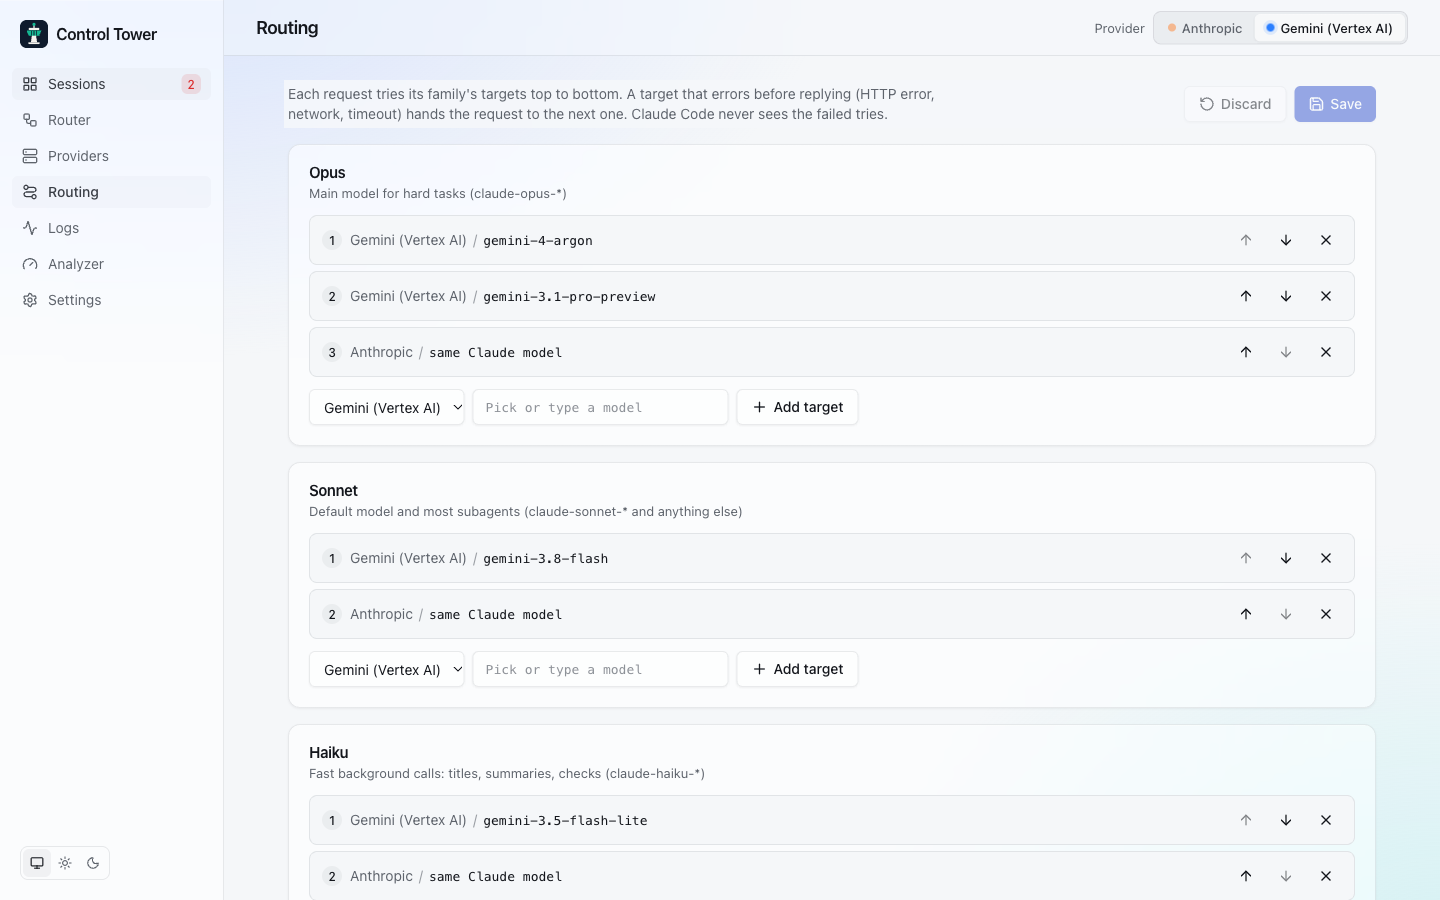 Control Tower
Sessions 2
Router
Providers
Routing
Logs
Analyzer
Settings
Routing
Provider Anthropic Gemini (Vertex AI)
Each request tries its family's targets top to bottom. A target that errors before replying (HTTP error,
network, timeout) hands the request to the next one. Claude Code never sees the failed tries.
Discard Save
Opus
Main model for hard tasks (claude-opus-*)
1 Gemini (Vertex AI) / gemini-4-argon
2 Gemini (Vertex AI) / gemini-3.1-pro-preview
3 Anthropic / same Claude model
Gemini (Vertex AI) Pick or type a model + Add target
Sonnet
Default model and most subagents (claude-sonnet-* and anything else)
1 Gemini (Vertex AI) / gemini-3.8-flash
2 Anthropic / same Claude model
Gemini (Vertex AI) Pick or type a model + Add target
Haiku
Fast background calls: titles, summaries, checks (claude-haiku-*)
1 Gemini (Vertex AI) / gemini-3.5-flash-lite
2 Anthropic / same Claude model